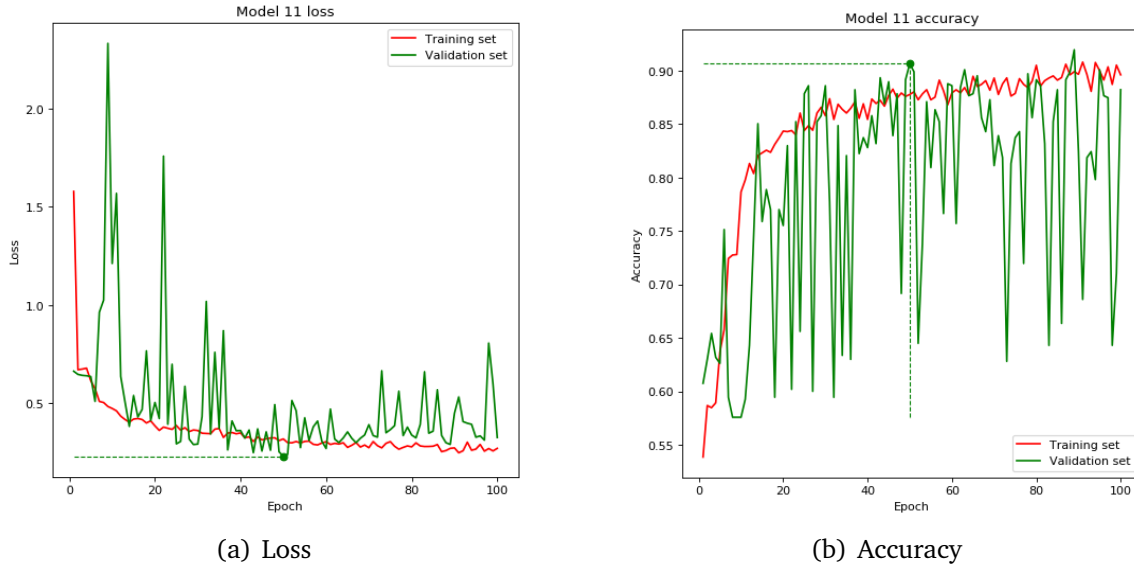 Model 11 loss
Training set
Validation set
2.0
1.5
1.0
0.5
Loss
0
20
40
60
80
100
Epoch
(a) Loss
Model 11 accuracy
0.90
0.85
0.80
0.75
0.70
0.65
0.60
0.55
Accuracy
Training set
Validation set
0
20
40
60
80
100
Epoch
(b) Accuracy